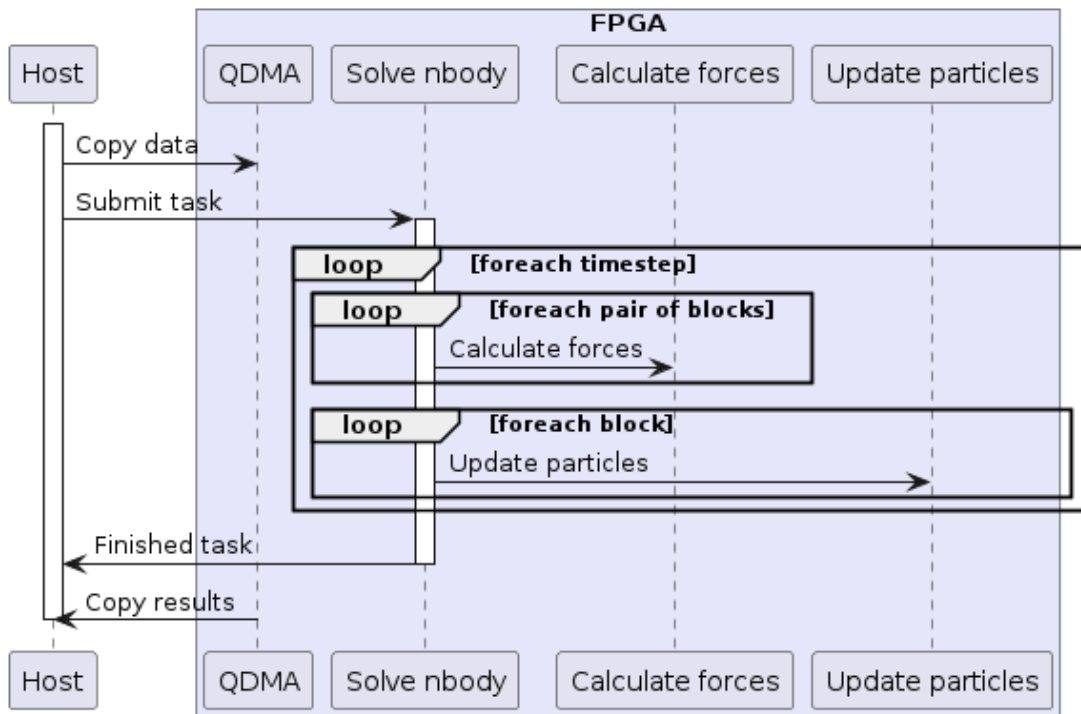 FPGA
Host
QDMA
Solve nbody
Calculate forces
Update particles
Copy data
Submit task
loop
[foreach timestep]
loop
[foreach pair of blocks]
Calculate forces
loop
[foreach block]
Update particles
Finished task
Copy results
Host
QDMA
Solve nbody
Calculate forces
Update particles